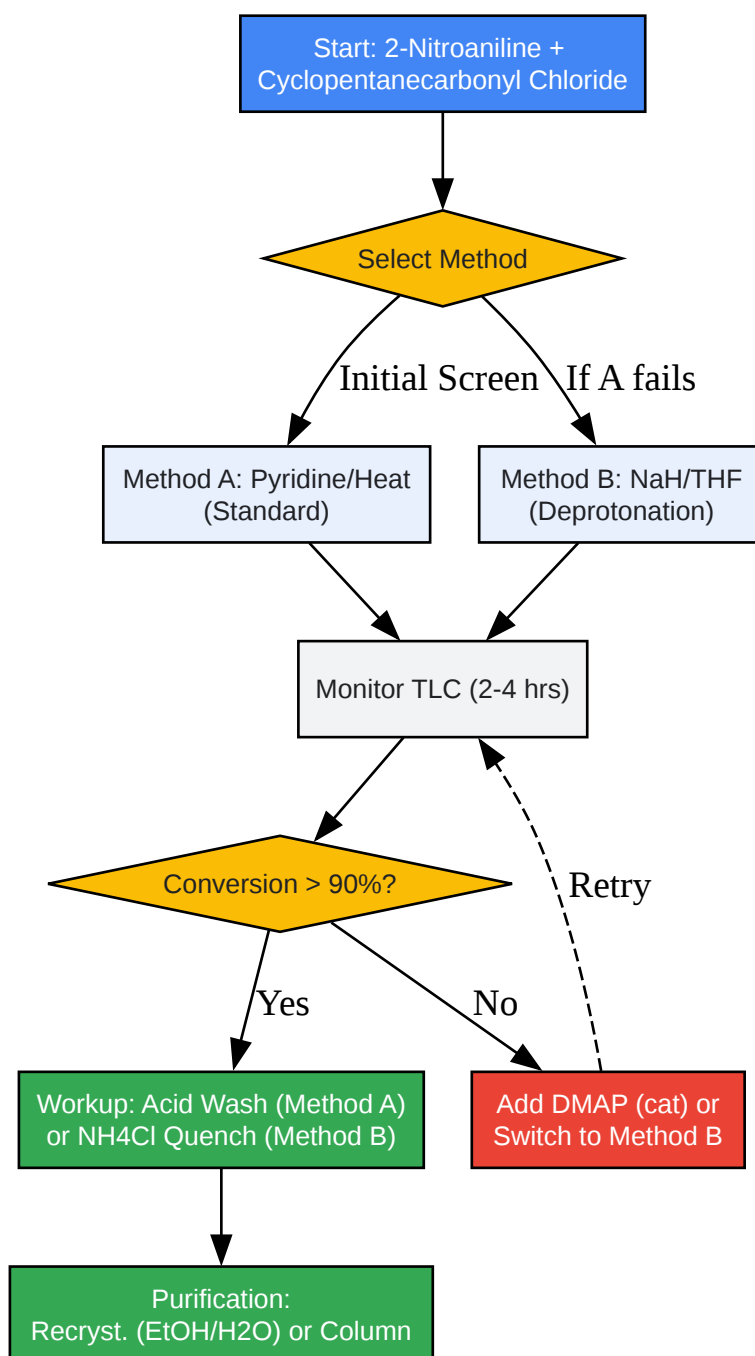 Start: 2-Nitroaniline +
Cyclopentanecarbonyl Chloride
Select Method
Initial Screen
If A fails
Method A: Pyridine/Heat
(Standard)
Method B: NaH/THF
(Deprotonation)
Monitor TLC (2-4 hrs)
Conversion > 90%?
Retry
Yes
No
Workup: Acid Wash (Method A)
or NH4Cl Quench (Method B)
Add DMAP (cat) or
Switch to Method B
Purification:
Recryst. (EtOH/H2O) or Column